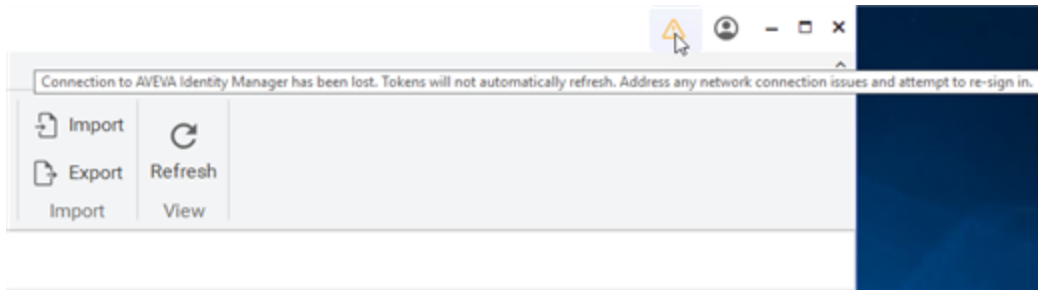 Connection to AVEVA Identity Manager has been lost. Tokens will not automatically refresh. Address any network connection issues and attempt to re-sign in.
Import
Export
Refresh
Import
View